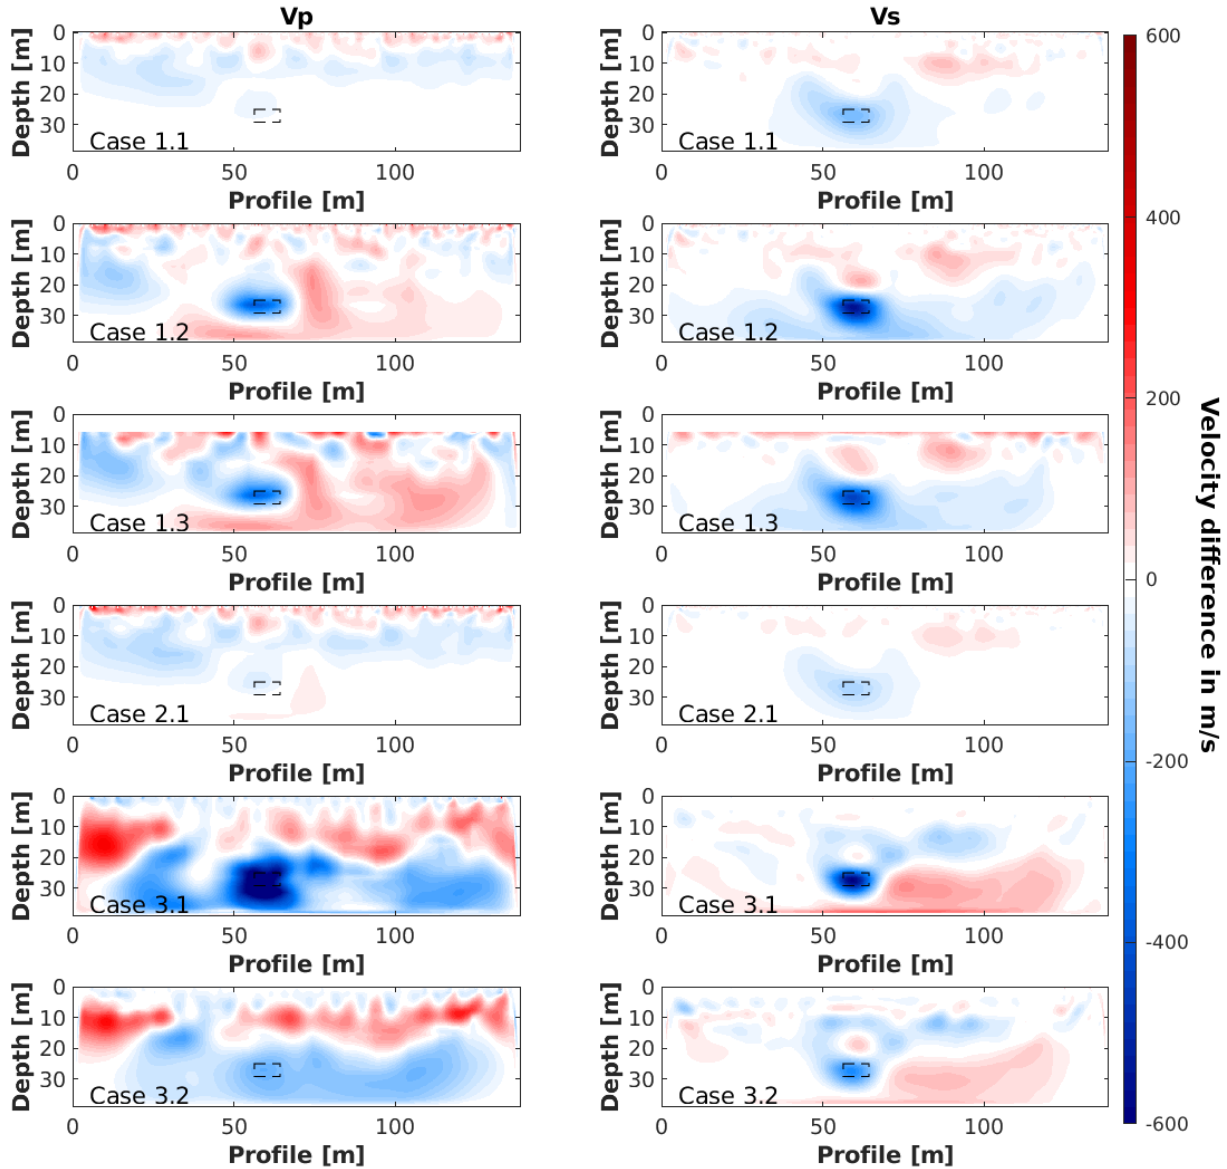 Vp
Vs
0
10
20
30
Depth [m]
Case 1.1
0 50 100
Profile [m]
0
10
20
30
Depth [m]
Case 1.1
0 50 100
Profile [m]
0
10
20
30
Depth [m]
Case 1.2
0 50 100
Profile [m]
0
10
20
30
Depth [m]
Case 1.2
0 50 100
Profile [m]
0
10
20
30
Depth [m]
Case 1.3
0 50 100
Profile [m]
0
10
20
30
Depth [m]
Case 1.3
0 50 100
Profile [m]
0
10
20
30
Depth [m]
Case 2.1
0 50 100
Profile [m]
0
10
20
30
Depth [m]
Case 2.1
0 50 100
Profile [m]
0
10
20
30
Depth [m]
Case 3.1
0 50 100
Profile [m]
0
10
20
30
Depth [m]
Case 3.1
0 50 100
Profile [m]
0
10
20
30
Depth [m]
Case 3.2
0 50 100
Profile [m]
0
10
20
30
Depth [m]
Case 3.2
0 50 100
Profile [m]
600
400
200
0
-200
-400
-600
Velocity difference in m/s